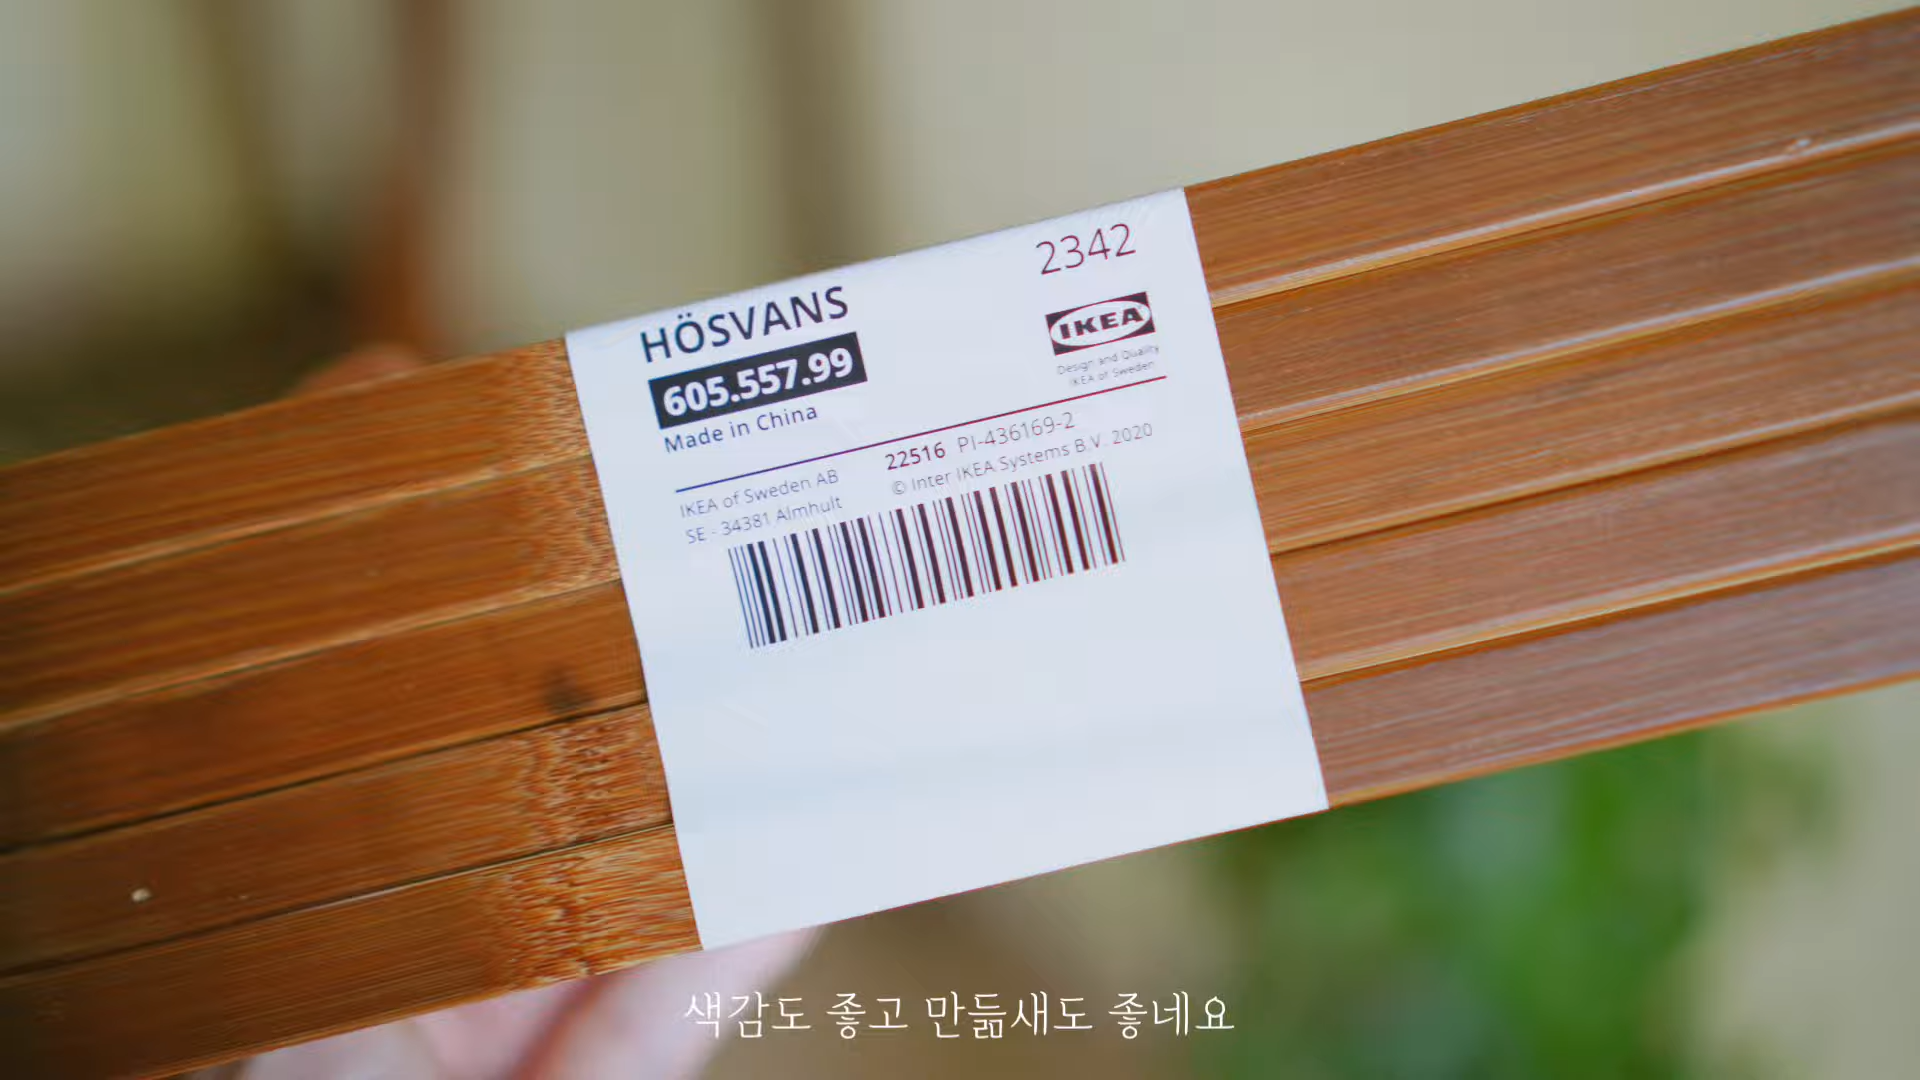 2342
HÖSVANS
605.557.99
Made in China
IKEA
Design and Quality
IKEA of Sweden
22516 PI-436169-2
© Inter IKEA Systems B.V. 2020
IKEA of Sweden AB
SE - 34381 Älmhult
색감도 좋고 만듦새도 좋네요